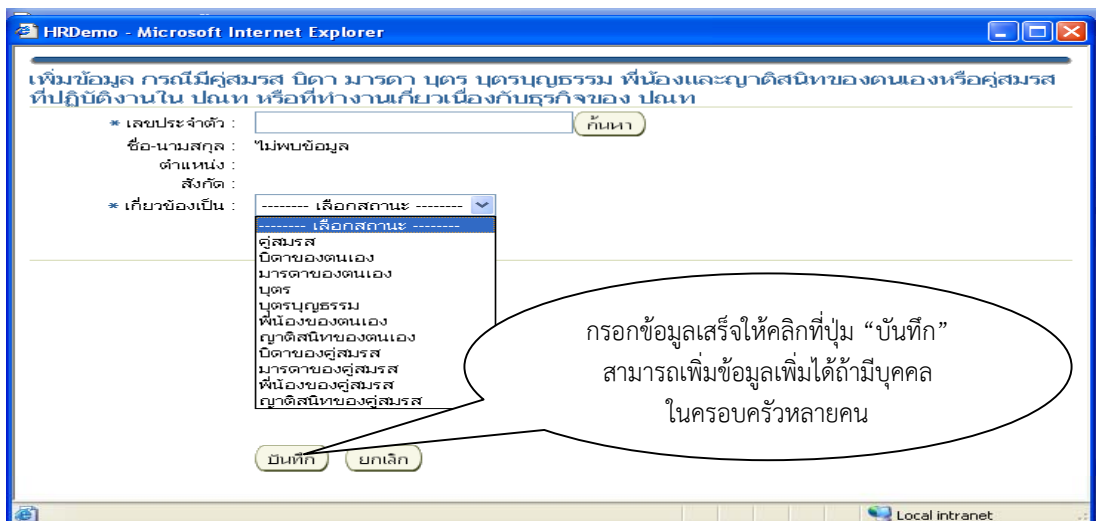 HRDemo - Microsoft Internet Explorer
เพิ่มข้อมูล กรณีมีคู่สมรส บิดา มารดา บุตร บุตรบุญธรรม พี่น้องและญาติสนิทของตนเองหรือคู่สมรส
ที่ปฏิบัติงานใน ปณท หรือที่ทำงานเกี่ยวเนื่องกับธุรกิจของ ปณท
* เลขประจำตัว : ค้นหา
ชื่อ-นามสกุล : ไม่พบข้อมูล
ตำแหน่ง :
สังกัด :
* เกี่ยวข้องเป็น : -------- เลือกสถานะ --------
-------- เลือกสถานะ --------
คู่สมรส
บิดาของตนเอง
มารดาของตนเอง
บุตร
บุตรบุญธรรม
พี่น้องของตนเอง
ญาติสนิทของตนเอง
บิดาของคู่สมรส
มารดาของคู่สมรส
พี่น้องของคู่สมรส
ญาติสนิทของคู่สมรส
กรอกข้อมูลเสร็จให้คลิกที่ปุ่ม “บันทึก”
สามารถเพิ่มข้อมูลเพิ่มได้ถ้ามีบุคคล
ในครอบครัวหลายคน
บันทึก ยกเลิก
Local intranet